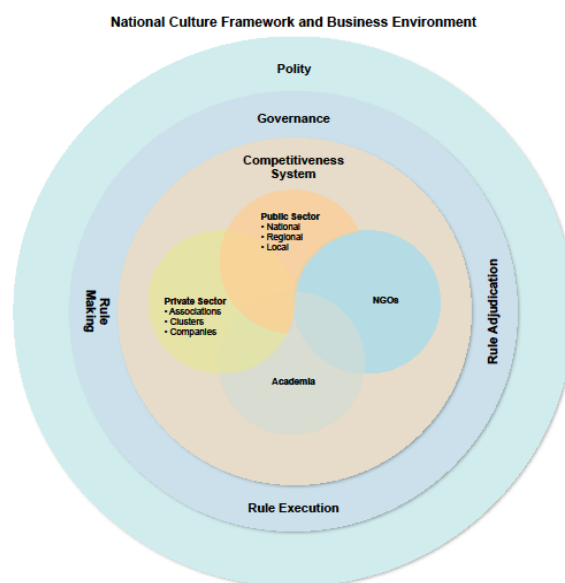 National Culture Framework and Business Environment
Polity
Governance
Competitiveness
System
Public Sector
• National
• Regional
• Local
Private Sector
• Associations
• Clusters
• Companies
NGOs
Academia
Rule
Making
Rule Adjudication
Rule Execution